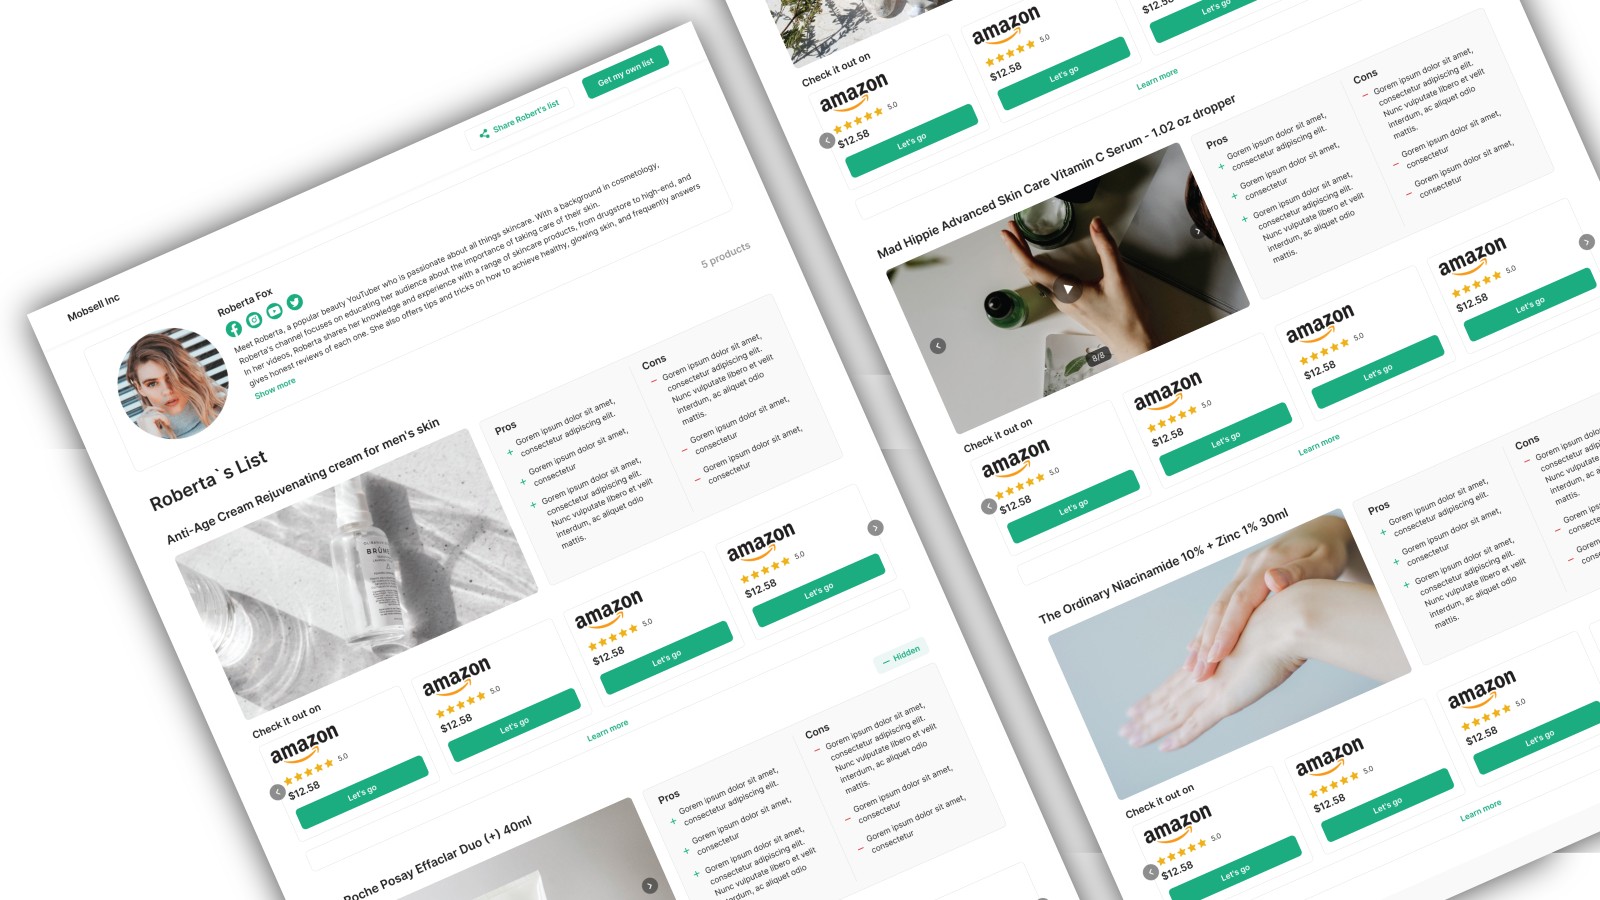 Mobsell Inc
Share Robert's list
Get my own list
Roberta Fox
Meet Roberta, a popular beauty YouTuber who is passionate about all things skincare. With a background in cosmetology,
Roberta's channel focuses on educating her audience about the importance of taking care of their skin.
In her videos, Roberta shares her knowledge and experience with a range of skincare products, from drugstore to high-end, and
gives honest reviews of each one. She also offers tips and tricks on how to achieve healthy, glowing skin, and frequently answers
Show more
Roberta`s List
5 products
Anti-Age Cream Rejuvenating cream for men's skin
BRÜN
Pros
Gorem ipsum dolor sit amet,
consectetur adipiscing elit.
Gorem ipsum dolor sit amet,
consectetur
Gorem ipsum dolor sit amet,
consectetur adipiscing elit.
Nunc vulputate libero et velit
interdum, ac aliquet odio
mattis.
Cons
Gorem ipsum dolor sit amet,
consectetur adipiscing elit.
Nunc vulputate libero et velit
interdum, ac aliquet odio
mattis.
Gorem ipsum dolor sit amet,
consectetur
Gorem ipsum dolor sit amet,
consectetur
Check it out on
amazon
5.0
$12.58
Let's go
amazon
5.0
$12.58
Let's go
amazon
5.0
$12.58
Let's go
amazon
5.0
$12.58
Let's go
Learn more
Hidden
Roche Posay Effaclar Duo (+) 40ml
Pros
Gorem ipsum dolor sit amet,
consectetur adipiscing elit.
Gorem ipsum dolor sit amet,
consectetur
Gorem ipsum dolor sit amet,
consectetur adipiscing elit.
Nunc vulputate libero et velit
interdum, ac aliquet odio
Cons
Gorem ipsum dolor sit amet,
consectetur adipiscing elit.
Nunc vulputate libero et velit
interdum, ac aliquet odio
mattis.
Gorem ipsum dolor sit amet,
consectetur
Gorem ipsum dolor sit amet,
consectetur
Check it out on
amazon
5.0
$12.58
Let's go
amazon
5.0
$12.58
Let's go
$12.58
Let's go
Learn more
Mad Hippie Advanced Skin Care Vitamin C Serum - 1.02 oz dropper
8/8
Pros
Gorem ipsum dolor sit amet,
consectetur adipiscing elit.
Gorem ipsum dolor sit amet,
consectetur
Gorem ipsum dolor sit amet,
consectetur adipiscing elit.
Nunc vulputate libero et velit
interdum, ac aliquet odio
mattis.
Cons
Gorem ipsum dolor sit amet,
consectetur adipiscing elit.
Nunc vulputate libero et velit
interdum, ac aliquet odio
mattis.
Gorem ipsum dolor sit amet,
consectetur
Gorem ipsum dolor sit amet,
consectetur
Check it out on
amazon
5.0
$12.58
Let's go
amazon
5.0
$12.58
Let's go
amazon
5.0
$12.58
Let's go
amazon
5.0
$12.58
Let's go
Learn more
The Ordinary Niacinamide 10% + Zinc 1% 30ml
Pros
Gorem ipsum dolor sit amet,
consectetur adipiscing elit.
Gorem ipsum dolor sit amet,
consectetur
Gorem ipsum dolor sit amet,
consectetur adipiscing elit.
Nunc vulputate libero et velit
interdum, ac aliquet odio
mattis.
Cons
Gorem ipsum
consectetur
Nunc vulputate
interdum, ac
mattis.
Gorem ipsum
consectetur
Gorem
consectetur
Check it out on
amazon
5.0
$12.58
Let's go
amazon
5.0
$12.58
Let's go
amazon
5.0
$12.58
Let's go
Learn more